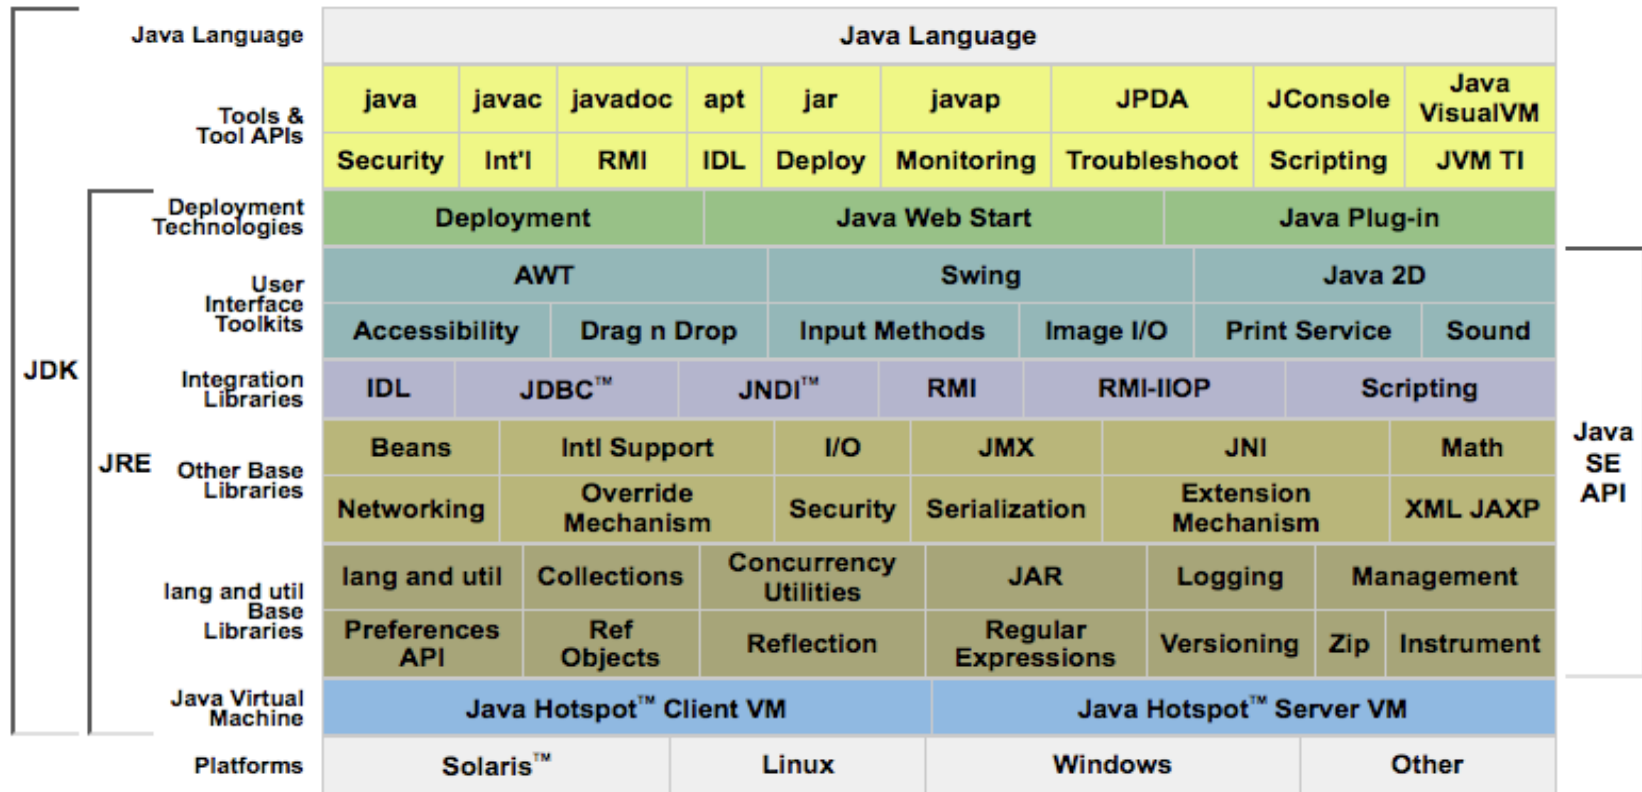 Java Language
Java Language
Tools &
Tool APIs
java javac javadoc apt jar javap JPDA JConsole Java VisualVM
Security Int'l RMI IDL Deploy Monitoring Troubleshoot Scripting JVM TI
Deployment
Technologies
Deployment Java Web Start Java Plug-in
User
Interface
Toolkits
AWT Swing Java 2D
Accessibility Drag n Drop Input Methods Image I/O Print Service Sound
JDK
Integration
Libraries
IDL JDBC™ JNDI™ RMI RMI-IIOP Scripting
JRE
Other Base
Libraries
Beans Intl Support I/O JMX JNI Math
Networking Override Mechanism Security Serialization Extension Mechanism XML JAXP
Java
SE
API
lang and util
Base
Libraries
lang and util Collections Concurrency Utilities JAR Logging Management
Preferences API Ref Objects Reflection Regular Expressions Versioning Zip Instrument
Java Virtual
Machine
Java Hotspot™ Client VM Java Hotspot™ Server VM
Platforms
Solaris™ Linux Windows Other